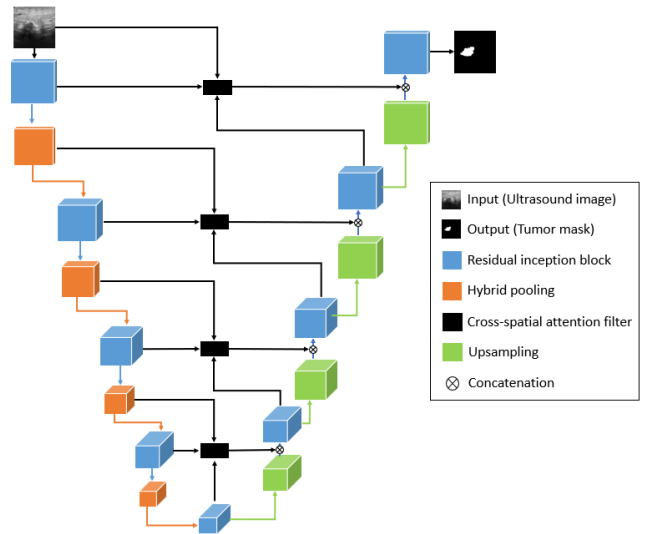 Input (Ultrasound image)
Output (Tumor mask)
Residual inception block
Hybrid pooling
Cross-spatial attention filter
Upsampling
Concatenation